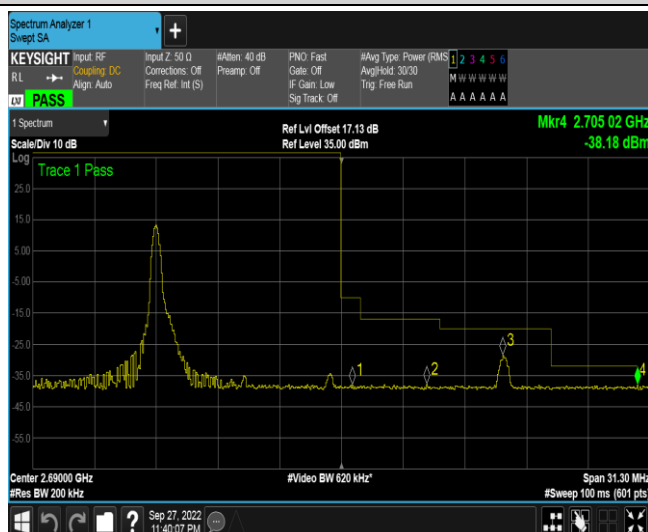 Spectrum Analyzer 1
Swept SA
+
KEYSIGHT
RL
LXI PASS
Input: RF
Coupling: DC
Align: Auto
Input Z: 50 Ω
Corrections: Off
Freq Ref: Int (S)
#Atten: 40 dB
Preamp: Off
PNO: Fast
Gate: Off
IF Gain: Low
Sig Track: Off
#Avg Type: Power (RMS
Avg|Hold: 30/30
Trig: Free Run
1 2 3 4 5 6
M W W W W W
A A A A A A
1 Spectrum
Scale/Div 10 dB
Ref Lvl Offset 17.13 dB
Ref Level 35.00 dBm
Mkr4 2.705 02 GHz
-38.18 dBm
Log
Trace 1 Pass
25.0
15.0
5.00
-5.00
-15.0
-25.0
-35.0
-45.0
-55.0
1
2
3
4
Center 2.69000 GHz
#Res BW 200 kHz
#Video BW 620 kHz*
Span 31.30 MHz
#Sweep 100 ms (601 pts)
?
Sep 27, 2022
11:40:07 PM